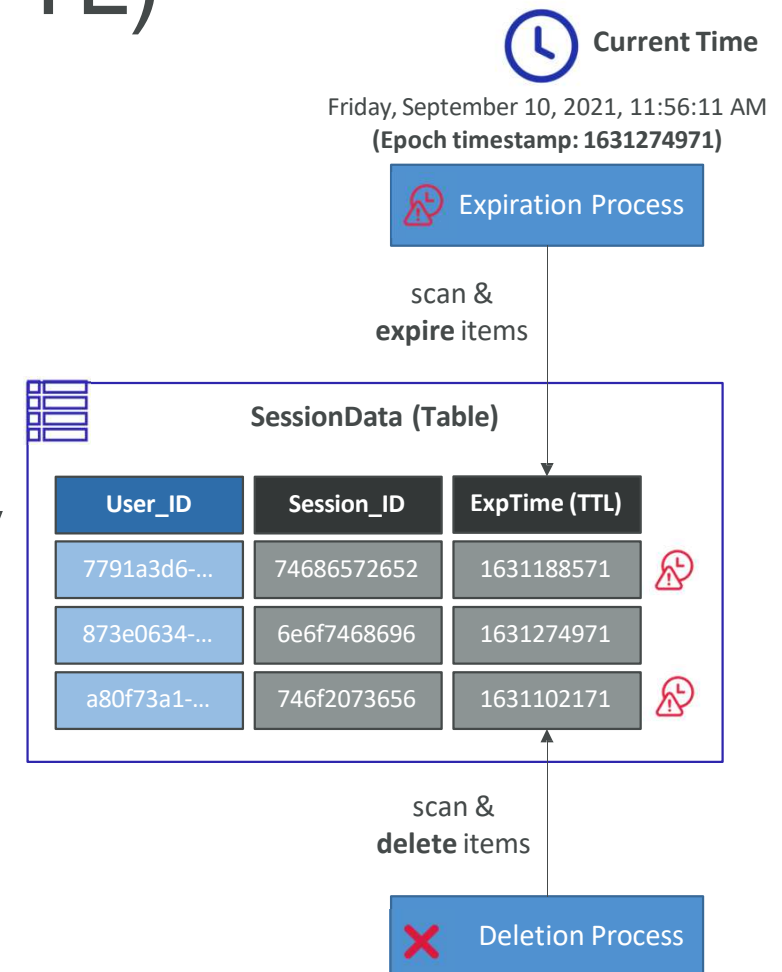 TL)
Current Time
Friday, September 10, 2021, 11:56:11 AM
(Epoch timestamp: 1631274971)
Expiration Process
scan &
expire items
SessionData (Table)
User_ID Session_ID ExpTime (TTL)
7791a3d6-... 74686572652 1631188571
873e0634-... 6e6f7468696 1631274971
a80f73a1-... 746f2073656 1631102171
scan &
delete items
Deletion Process